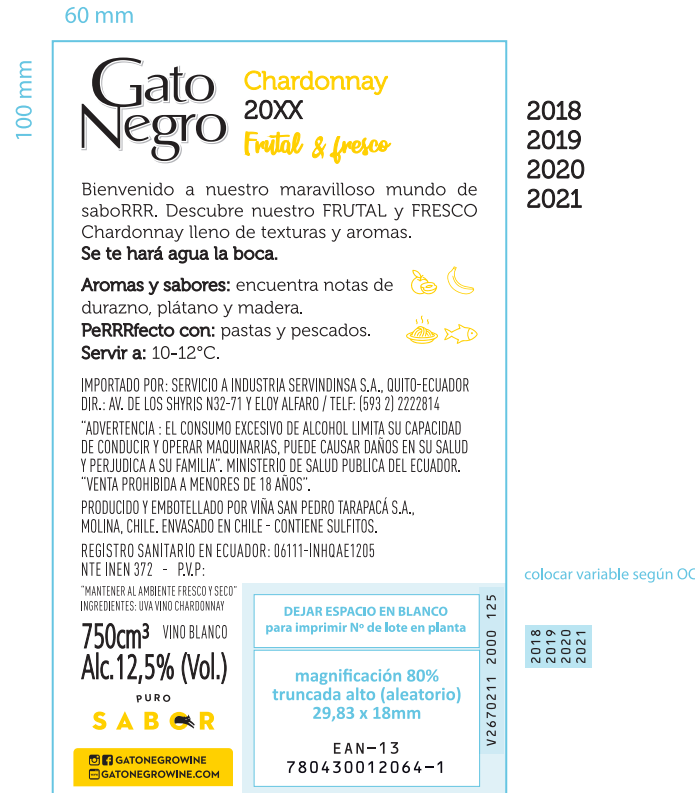 60 mm
100 mm
Gato
Negro
Chardonnay
20XX
Frutal & fresco
2018
2019
2020
2021
Bienvenido a nuestro maravilloso mundo de
saboRRR. Descubre nuestro FRUTAL y FRESCO
Chardonnay lleno de texturas y aromas.
Se te hará agua la boca.
Aromas y sabores: encuentra notas de
durazno, plátano y madera.
PeRRRfecto con: pastas y pescados.
Servir a: 10-12°C.
IMPORTADO POR: SERVICIO A INDUSTRIA SERVINDINSA S.A., QUITO-ECUADOR
DIR.: AV. DE LOS SHYRIS N32-71 Y ELOY ALFARO / TELF: (593 2) 2222814
"ADVERTENCIA : EL CONSUMO EXCESIVO DE ALCOHOL LIMITA SU CAPACIDAD
DE CONDUCIR Y OPERAR MAQUINARIAS, PUEDE CAUSAR DAÑOS EN SU SALUD
Y PERJUDICA A SU FAMILIA". MINISTERIO DE SALUD PUBLICA DEL ECUADOR.
"VENTA PROHIBIDA A MENORES DE 18 AÑOS".
PRODUCIDO Y EMBOTELLADO POR VIÑA SAN PEDRO TARAPACÁ S.A.,
MOLINA, CHILE. ENVASADO EN CHILE - CONTIENE SULFITOS.
REGISTRO SANITARIO EN ECUADOR: 06111-INHQAE1205
NTE INEN 372 - P.V.P:
"MANTENER AL AMBIENTE FRESCO Y SECO"
INGREDIENTES: UVA VINO CHARDONNAY
750cm³ VINO BLANCO
Alc.12,5% (Vol.)
PURO
SABOR
GATONEGROWINE
GATONEGROWINE.COM
DEJAR ESPACIO EN BLANCO
para imprimir Nº de lote en planta
magnificación 80%
truncada alto (aleatorio)
29,83 x 18mm
EAN-13
780430012064-1
V2670211 2000 125
colocar variable según OC
2018
2019
2020
2021